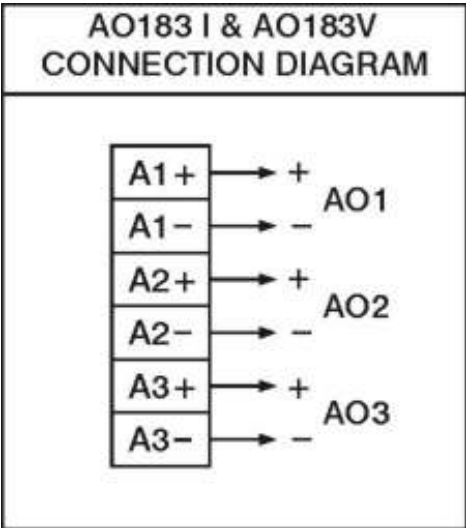 AO183 I & AO183V
CONNECTION DIAGRAM
A1+ +
AO1
A1− −
A2+ +
AO2
A2− −
A3+ +
AO3
A3− −